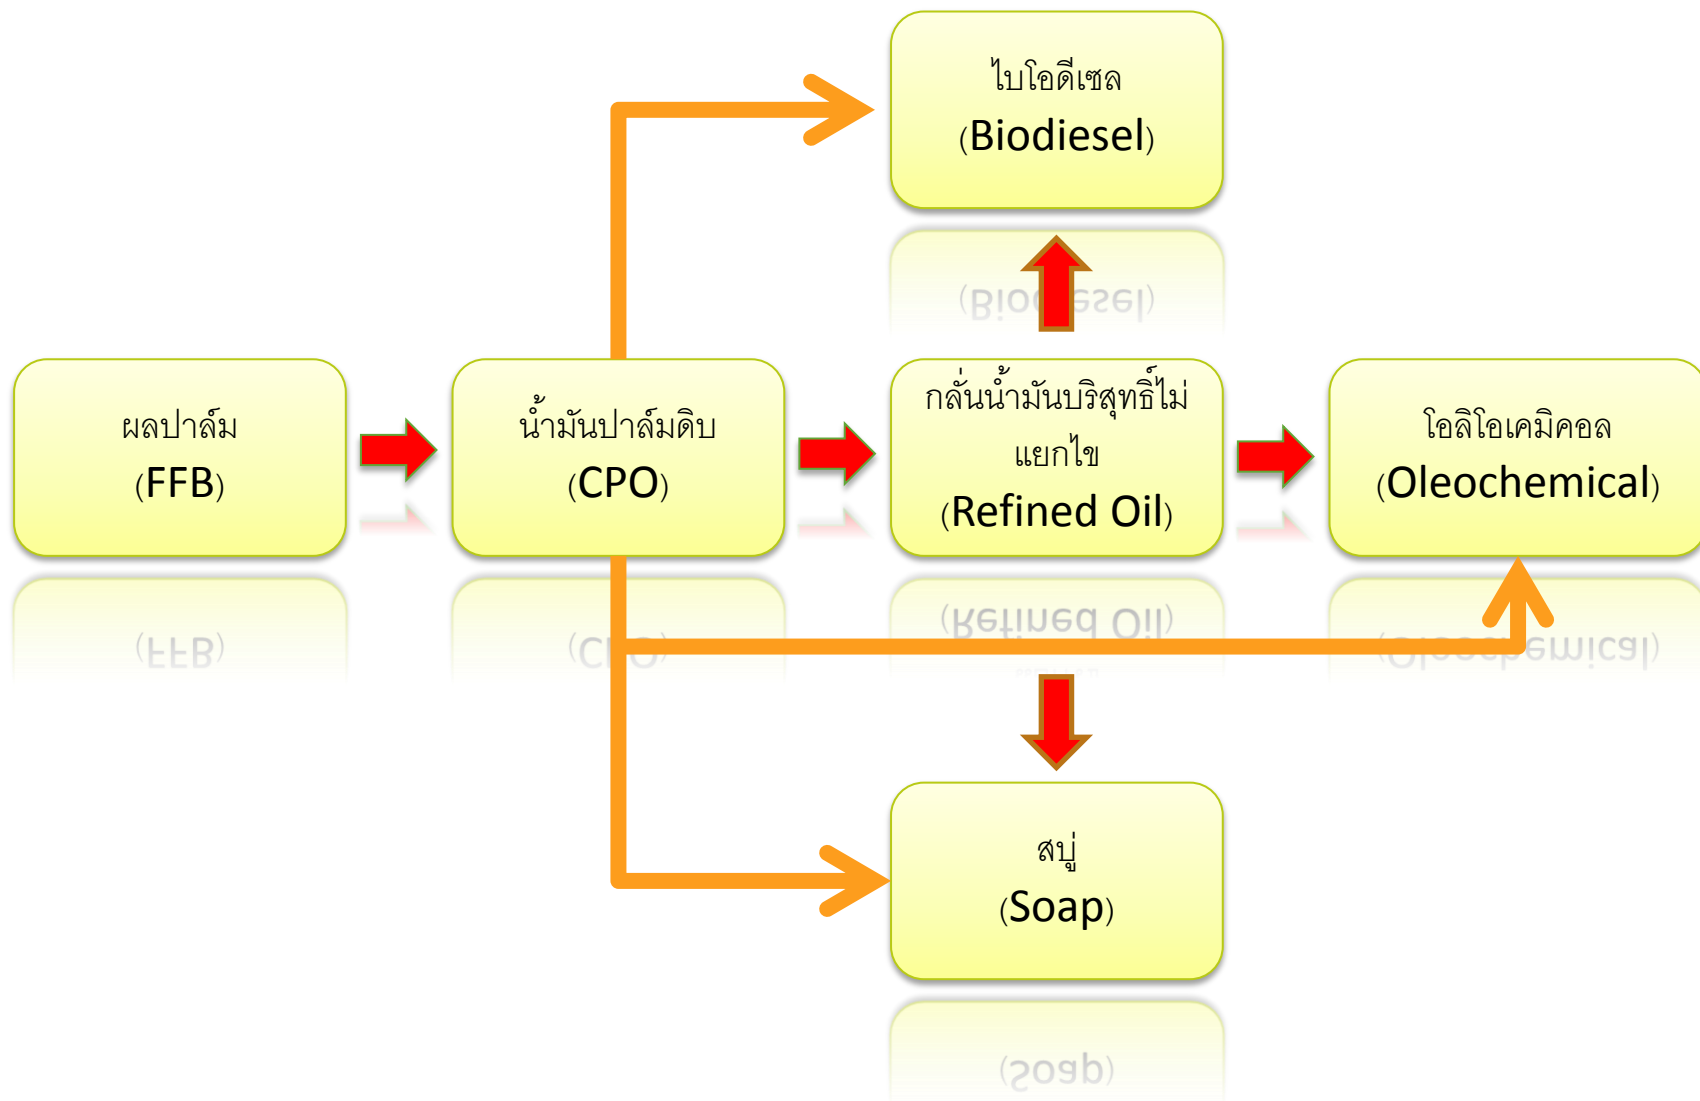 ไบโอดีเซล
(Biodiesel)
ผลปาล์ม
(FFB)
น้ำมันปาล์มดิบ
(CPO)
กลั่นน้ำมันบริสุทธิ์ไม่
แยกไข
(Refined Oil)
โอลิโอเคมิคอล
(Oleochemical)
สบู่
(Soap)